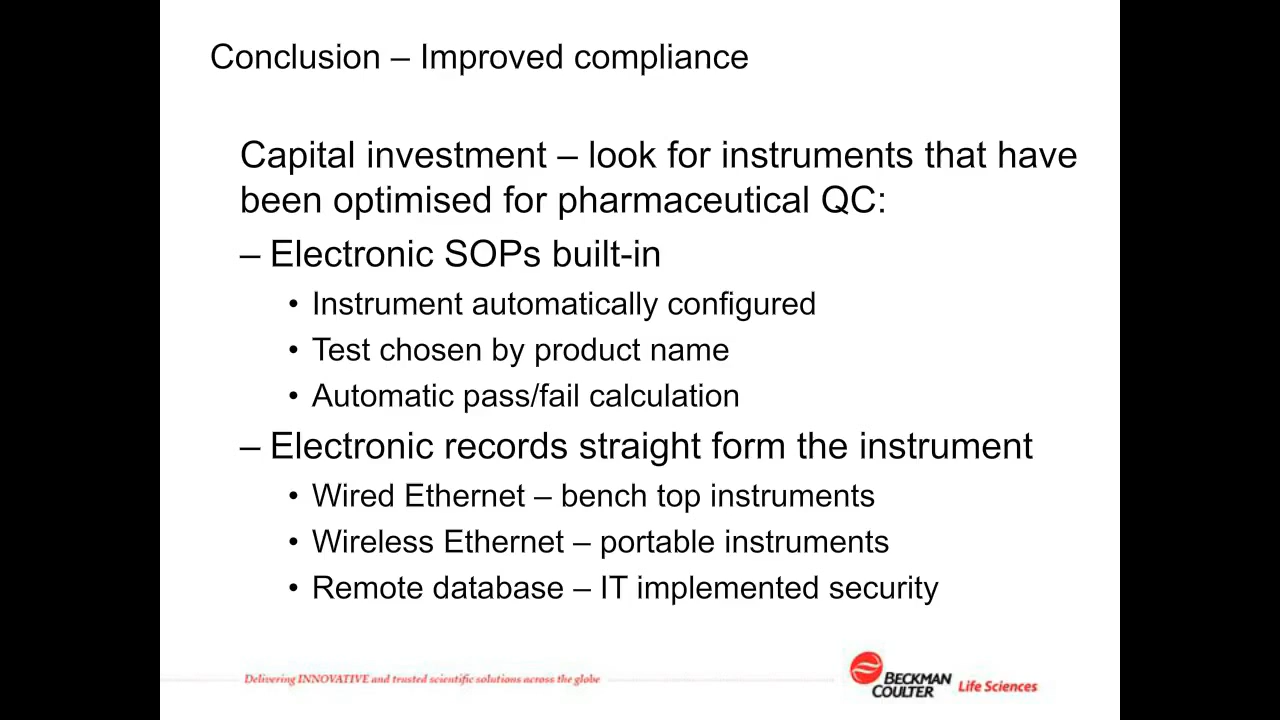 Conclusion – Improved compliance
Capital investment – look for instruments that have
been optimised for pharmaceutical QC:
– Electronic SOPs built-in
• Instrument automatically configured
• Test chosen by product name
• Automatic pass/fail calculation
– Electronic records straight form the instrument
• Wired Ethernet – bench top instruments
• Wireless Ethernet – portable instruments
• Remote database – IT implemented security
Delivering INNOVATIVE and trusted scientific solutions across the globe
BECKMAN
COULTER Life Sciences